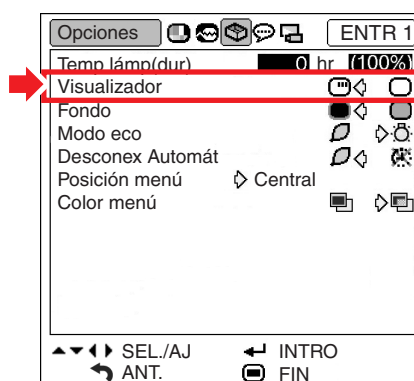 Opciones ENTR 1
Temp lámp(dur) 0 hr (100%)
Visualizador
Fondo
Modo eco
Desconex Automát
Posición menú Central
Color menú
SEL./AJ INTRO
ANT. FIN